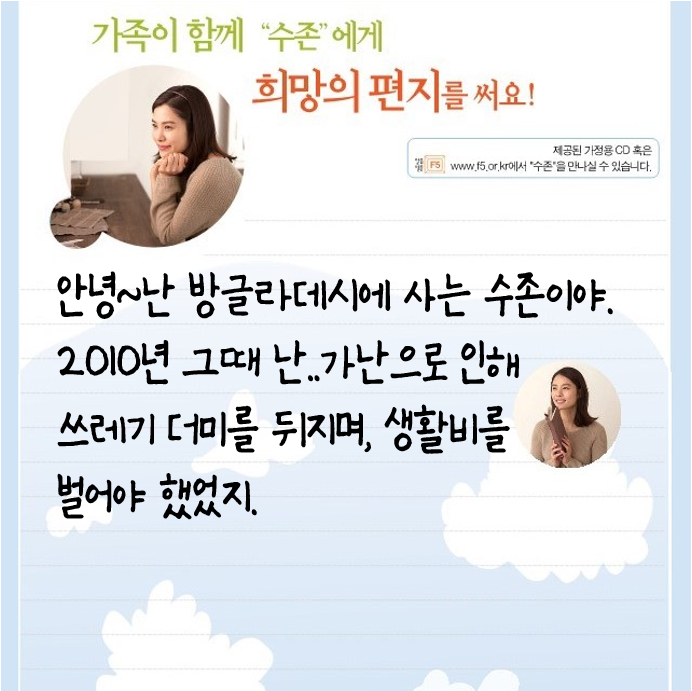 가족이 함께 “수존”에게
희망의 편지를 써요!
제공된 가정용 CD 혹은
F5 www.f5.or.kr에서 "수존"을 만나실 수 있습니다.
안녕~난 방글라데시에 사는 수존이야.
2010년 그때 난..가난으로 인해
쓰레기 더미를 뒤지며, 생활비를
벌어야 했었지.